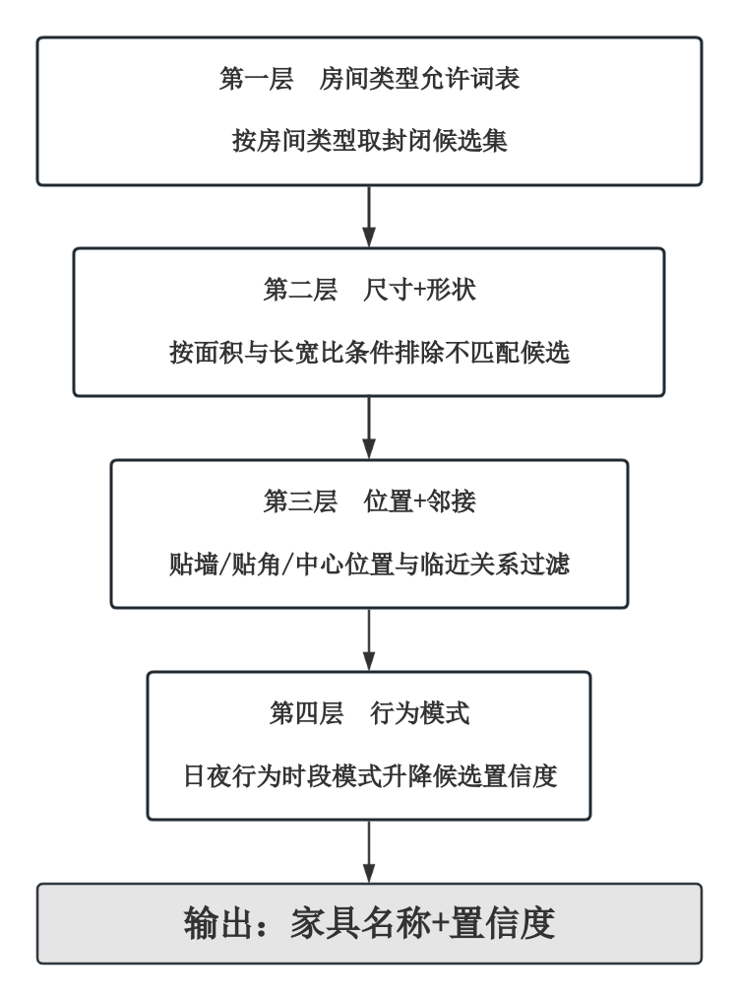 第一层　房间类型允许词表
按房间类型取封闭候选集
第二层　尺寸+形状
按面积与长宽比条件排除不匹配候选
第三层　位置+邻接
贴墙/贴角/中心位置与临近关系过滤
第四层　行为模式
日夜行为时段模式升降候选置信度
输出：家具名称+置信度